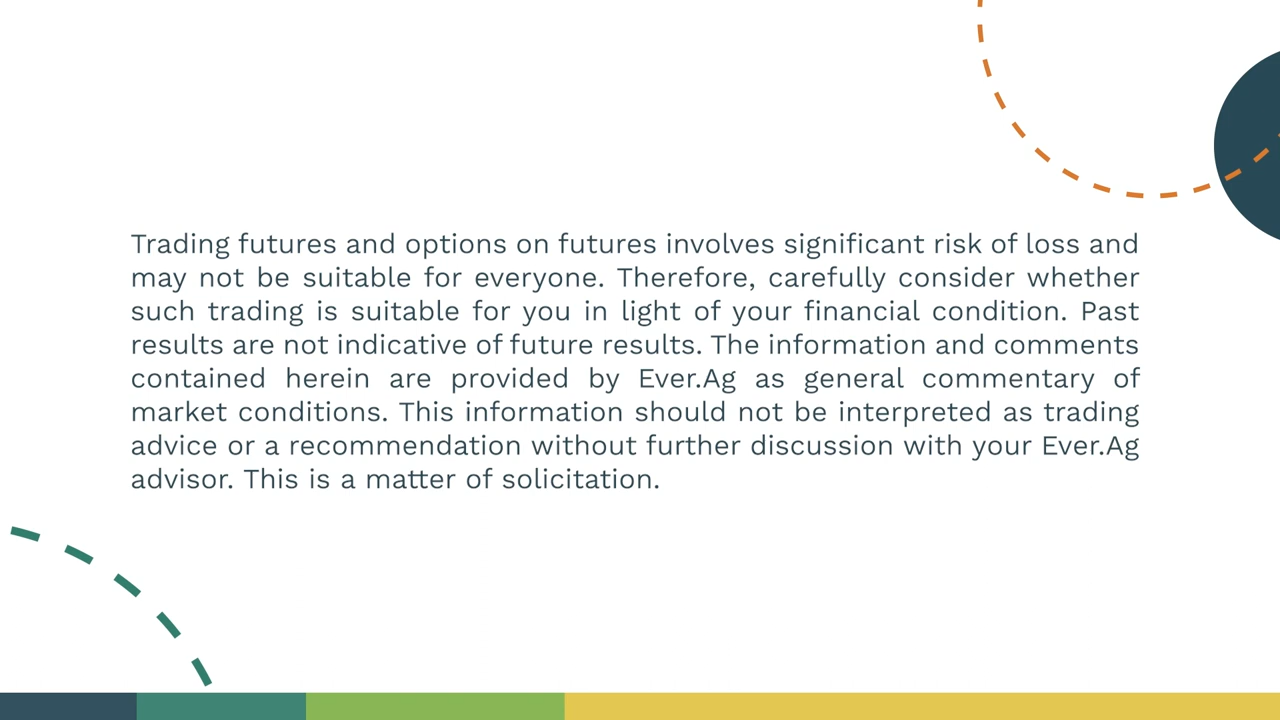 Trading futures and options on futures involves significant risk of loss and
may not be suitable for everyone. Therefore, carefully consider whether
such trading is suitable for you in light of your financial condition. Past
results are not indicative of future results. The information and comments
contained herein are provided by Ever.Ag as general commentary of
market conditions. This information should not be interpreted as trading
advice or a recommendation without further discussion with your Ever.Ag
advisor. This is a matter of solicitation.